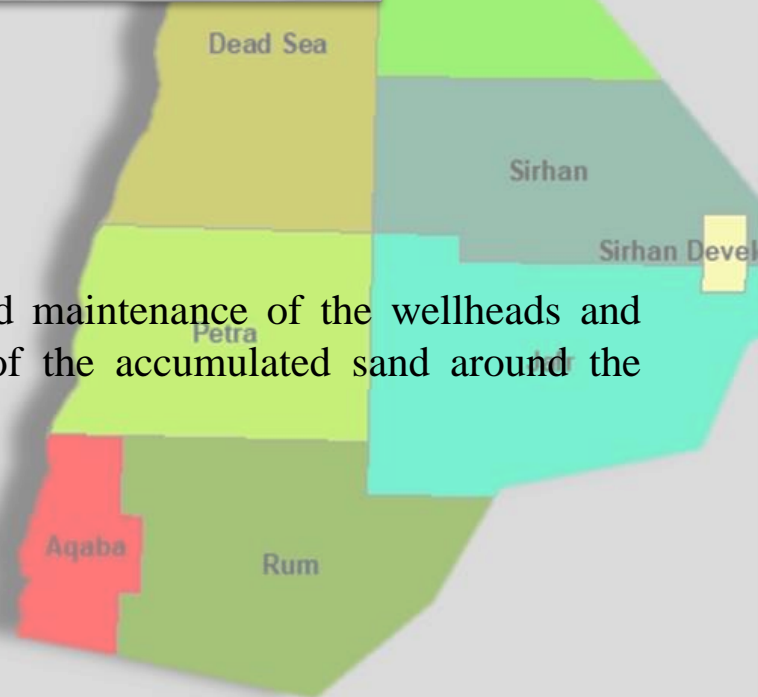 Dead Sea
Sirhan
Sirhan Devel
d maintenance of the wellheads and
Petra
of the accumulated sand around the
Aqaba
Rum